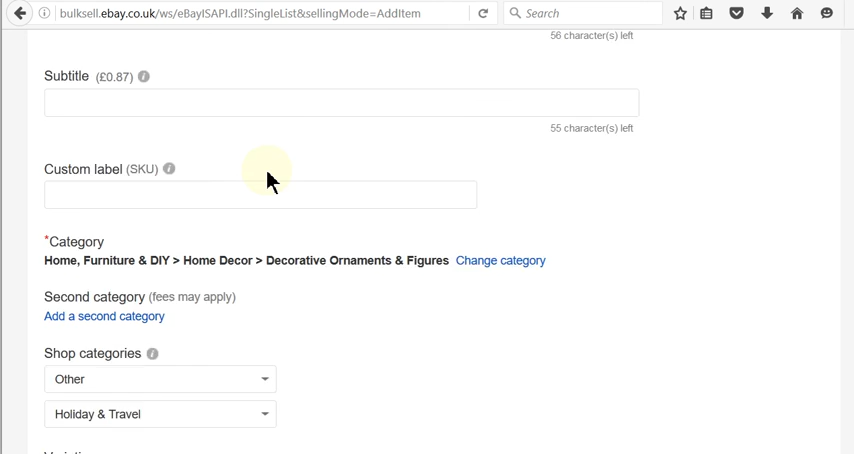 bulksell.ebay.co.uk/ws/eBayISAPI.dll?SingleList&sellingMode=AddItem
Search
56 character(s) left
Subtitle (£0.87)
55 character(s) left
Custom label (SKU)
*Category
Home, Furniture & DIY > Home Decor > Decorative Ornaments & Figures Change category
Second category (fees may apply)
Add a second category
Shop categories
Other
Holiday & Travel